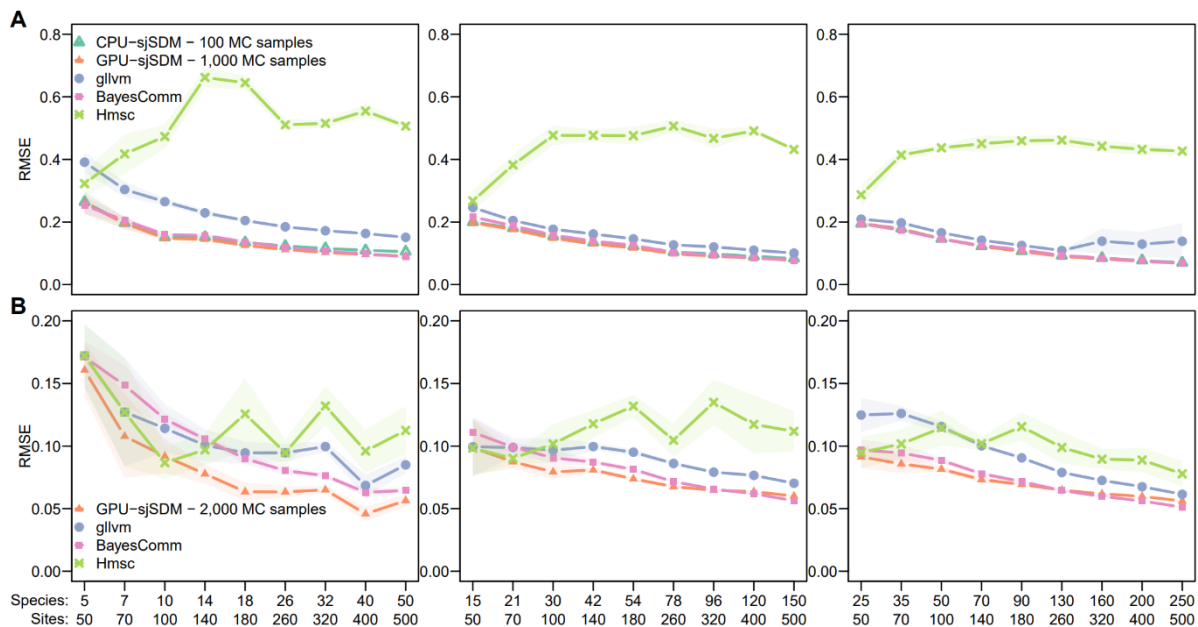 A
0.8
0.6
0.4
0.2
0.0
RMSE
CPU−sjSDM − 100 MC samples
GPU−sjSDM − 1,000 MC samples
gllvm
BayesComm
Hmsc
0.8
0.6
0.4
0.2
0.0
0.8
0.6
0.4
0.2
0.0
B
0.20
0.15
0.10
0.05
0.00
RMSE
GPU−sjSDM − 2,000 MC samples
gllvm
BayesComm
Hmsc
0.20
0.15
0.10
0.05
0.00
0.20
0.15
0.10
0.05
0.00
Species: 5 7 10 14 18 26 32 40 50 15 21 30 42 54 78 96 120 150 25 35 50 70 90 130 160 200 250
Sites: 50 70 100 140 180 260 320 400 500 50 70 100 140 180 260 320 400 500 50 70 100 140 180 260 320 400 500